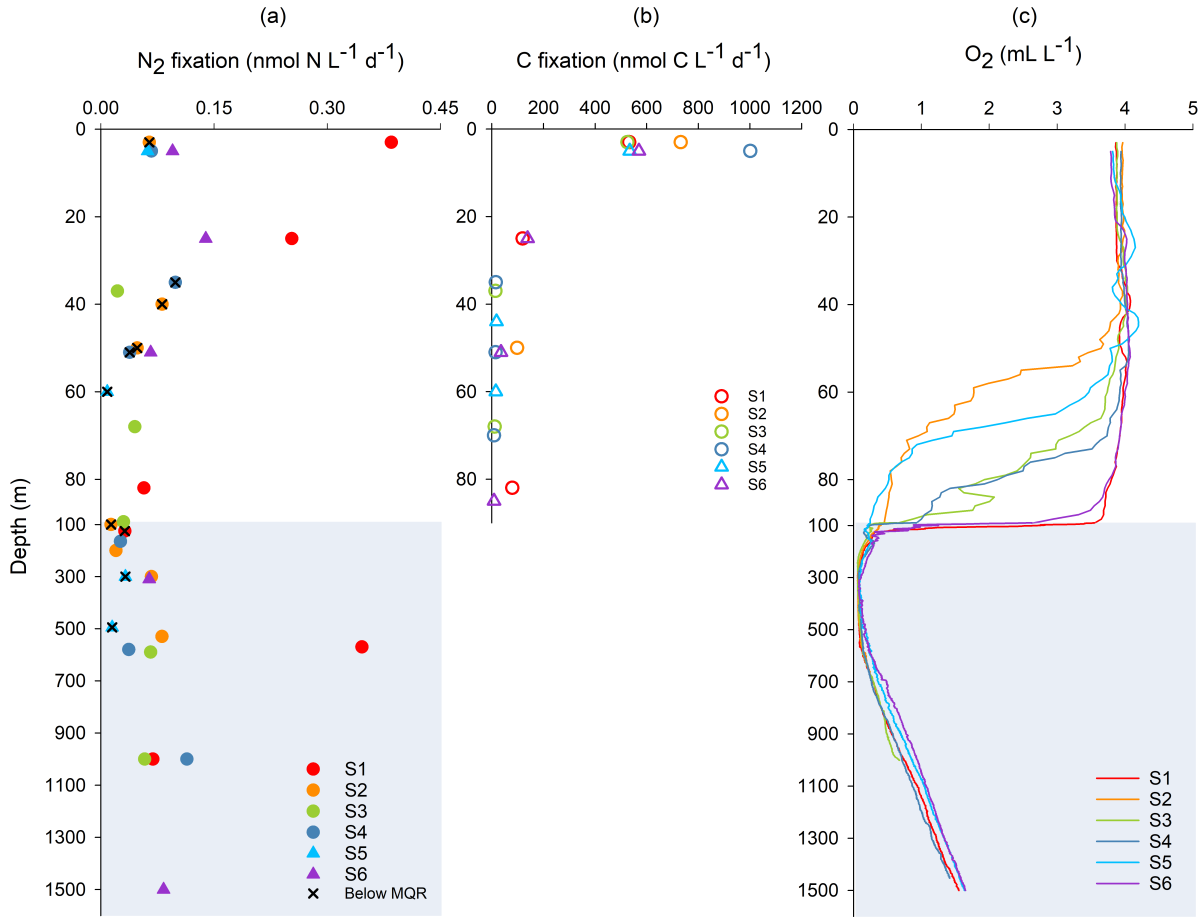 (a)
N2 fixation (nmol N L-1 d-1)
0.00 0.15 0.30 0.45
Depth (m)
0
20
40
60
80
100
300
500
700
900
1100
1300
1500
S1
S2
S3
S4
S5
S6
Below MQR
(b)
C fixation (nmol C L-1 d-1)
0 200 400 600 800 1000 1200
0
20
40
60
80
S1
S2
S3
S4
S5
S6
(c)
O2 (mL L-1)
0 1 2 3 4 5
0
20
40
60
80
100
300
500
700
900
1100
1300
1500
S1
S2
S3
S4
S5
S6